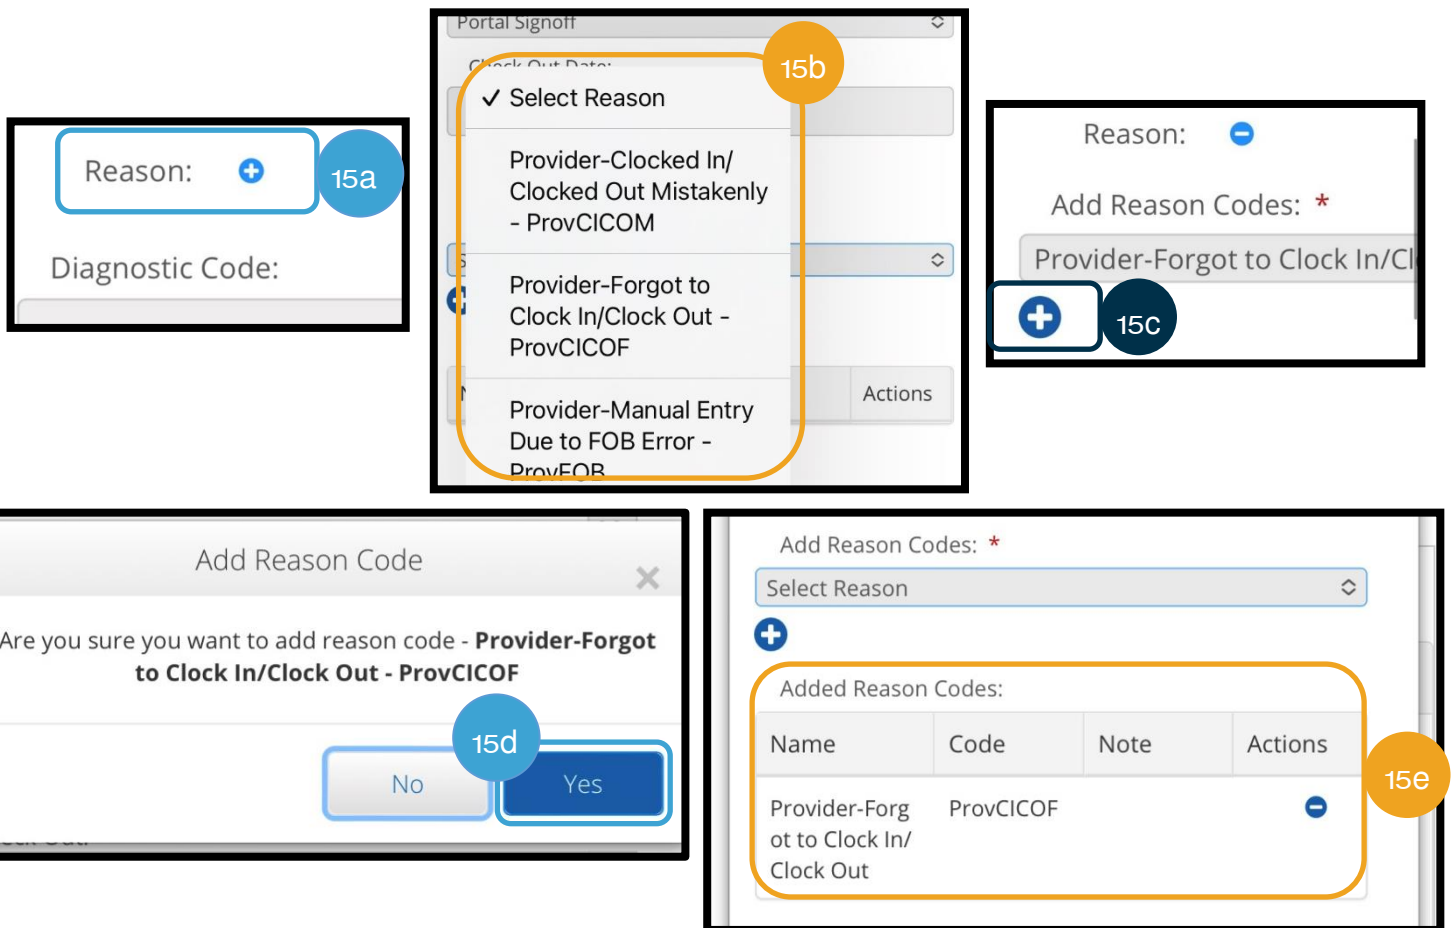 Reason:
15a
Diagnostic Code:
Portal Signoff
Check Out Date:
15b
✓ Select Reason
Provider-Clocked In/
Clocked Out Mistakenly
- ProvCICOM
Provider-Forgot to
Clock In/Clock Out -
ProvCICOF
Actions
Provider-Manual Entry
Due to FOB Error -
ProvFOB
Reason:
Add Reason Codes: *
Provider-Forgot to Clock In/Cl
15c
Add Reason Code
Are you sure you want to add reason code - Provider-Forgot
to Clock In/Clock Out - ProvCICOF
15d
No
Yes
Add Reason Codes: *
Select Reason
Added Reason Codes:
Name Code Note Actions
15e
Provider-Forg ProvCICOF
ot to Clock In/
Clock Out